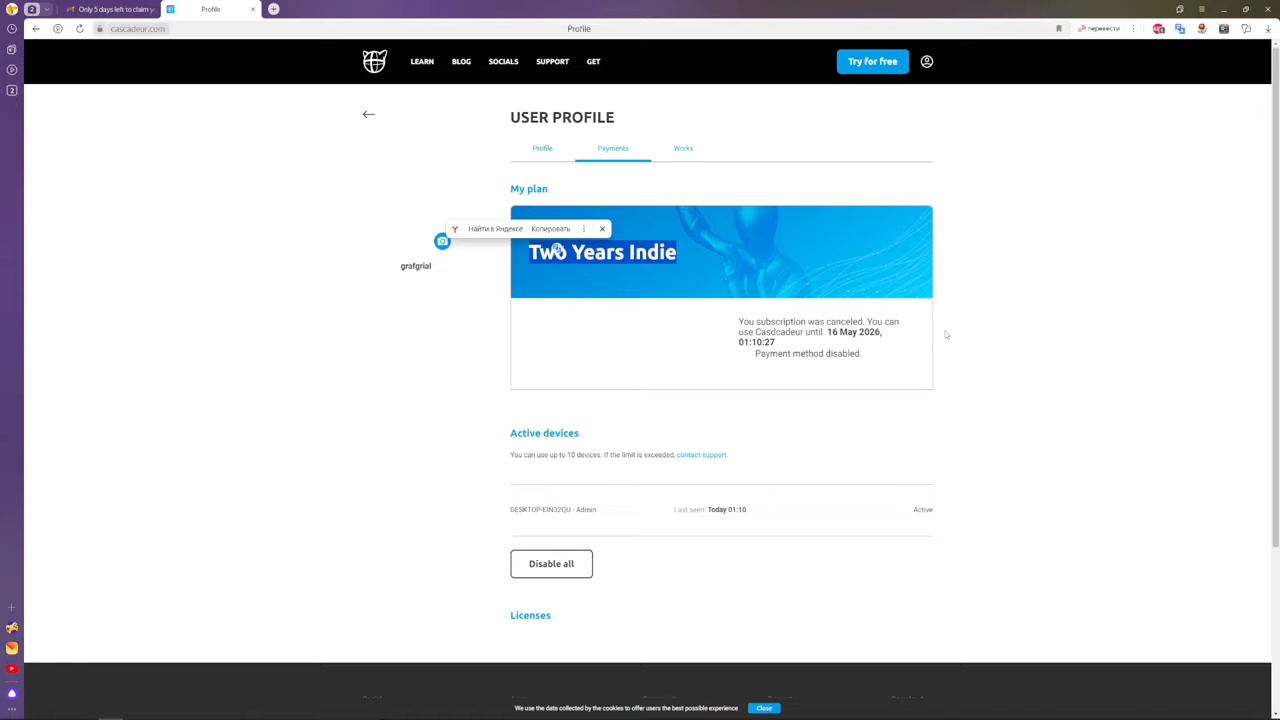 2
Only 5 days left to claim y
Profile
cascadeur.com
Profile
перевести
2
LEARN
BLOG
SOCIALS
SUPPORT
GET
Try for free
USER PROFILE
Profile
Payments
Works
My plan
Найти в Яндексе
Копировать
Two Years Indie
grafgrial
You subscription was canceled. You can
use Casdcadeur until 16 May 2026,
01:10:27
Payment method disabled.
Active devices
You can use up to 10 devices. If the limit is exceeded, contact support.
DESKTOP-EIN32QU - Admin
Last seen: Today 01:10
Active
Disable all
Licenses
We use the data collected by the cookies to offer users the best possible experience
Close